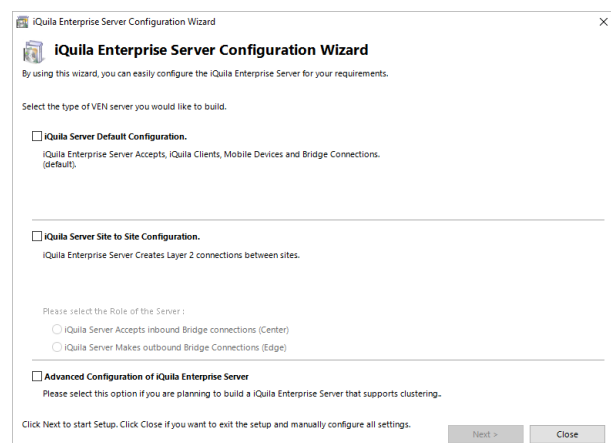 iQuila Enterprise Server Configuration Wizard
iQuila Enterprise Server Configuration Wizard
By using this wizard, you can easily configure the iQuila Enterprise Server for your requirements.
Select the type of VEN server you would like to build.
iQuila Server Default Configuration.
iQuila Enterprise Server Accepts, iQuila Clients, Mobile Devices and Bridge Connections.
(default).
iQuila Server Site to Site Configuration.
iQuila Enterprise Server Creates Layer 2 connections between sites.
Please select the Role of the Server :
iQuila Server Accepts inbound Bridge connections (Center)
iQuila Server Makes outbound Bridge Connections (Edge)
Advanced Configuration of iQuila Enterprise Server
Please select this option if you are planning to build a iQuila Enterprise Server that supports clustering..
Click Next to start Setup. Click Close if you want to exit the setup and manually configure all settings.
Next >
Close